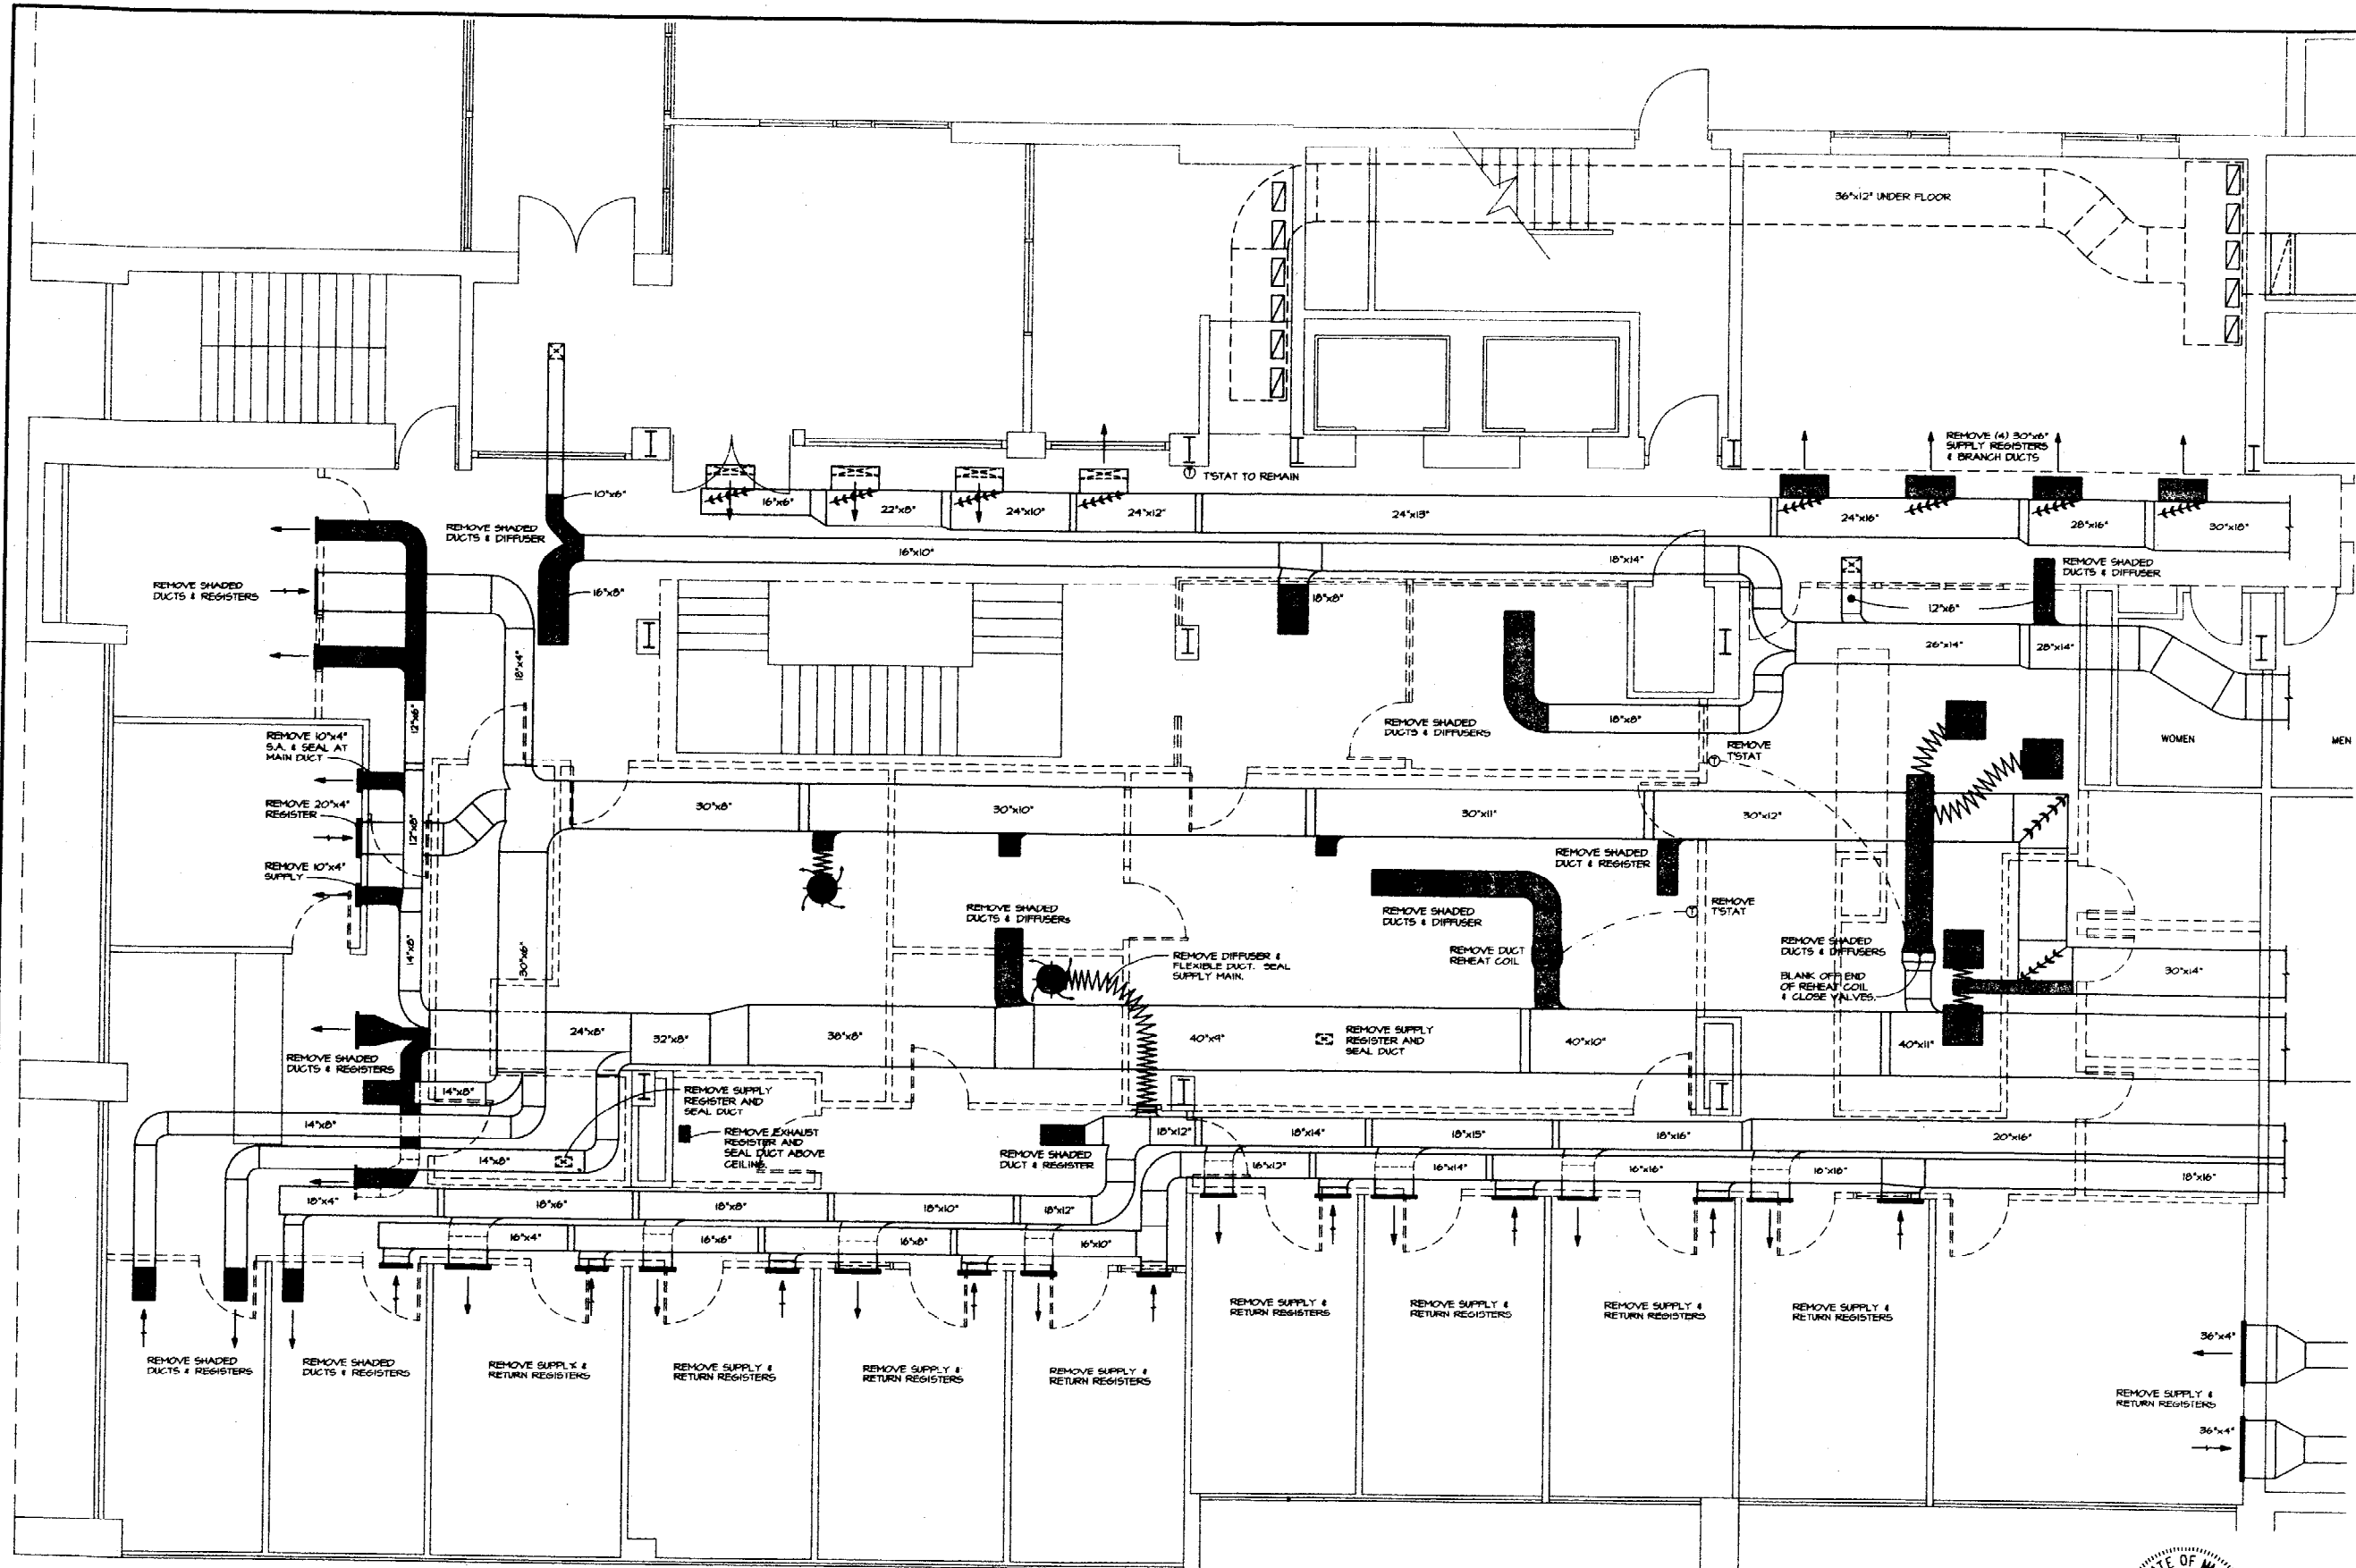 36"x12" UNDER FLOOR
REMOVE (4) 30"x6"
SUPPLY REGISTERS
& BRANCH DUCTS
T'STAT TO REMAIN
10"x6"
16"x6"
22"x8"
24"x10"
24"x12"
24"x13"
24"x16"
28"x16"
30"x18"
REMOVE SHADED
DUCTS & DIFFUSER
16"x10"
18"x14"
REMOVE SHADED
DUCTS & DIFFUSER
REMOVE SHADED
DUCTS & REGISTERS
16"x8"
18"x8"
12"x6"
18"x4"
26"x14"
28"x14"
12"x6"
REMOVE SHADED
DUCTS & DIFFUSERS
18"x8"
REMOVE 10"x4"
S.A. & SEAL AT
MAIN DUCT
REMOVE
T'STAT
WOMEN
MEN
REMOVE 20"x4"
REGISTER
12"x8"
30"x8"
30"x10"
30"x11"
30"x12"
REMOVE 10"x4"
SUPPLY
REMOVE SHADED
DUCT & REGISTER
REMOVE SHADED
DUCTS & DIFFUSERS
REMOVE SHADED
DUCTS & DIFFUSER
REMOVE
T'STAT
14"x8"
30"x6"
REMOVE DIFFUSER &
FLEXIBLE DUCT. SEAL
SUPPLY MAIN.
REMOVE DUCT
REHEAT COIL
REMOVE SHADED
DUCTS & DIFFUSERS
BLANK OFF END
OF REHEAT COIL
& CLOSE VALVES.
30"x14"
24"x8"
32"x8"
38"x8"
40"x9"
REMOVE SUPPLY
REGISTER AND
SEAL DUCT
40"x10"
40"x11"
REMOVE SHADED
DUCTS & REGISTERS
14"x8"
REMOVE SUPPLY
REGISTER AND
SEAL DUCT
14"x8"
REMOVE EXHAUST
REGISTER AND
SEAL DUCT ABOVE
CEILING.
REMOVE SHADED
DUCT & REGISTER
18"x12"
18"x14"
18"x15"
18"x16"
20"x16"
14"x8"
16"x12"
16"x14"
16"x16"
16"x18"
18"x16"
18"x4"
18"x6"
18"x8"
18"x10"
18"x12"
16"x4"
16"x6"
16"x8"
16"x10"
REMOVE SUPPLY &
RETURN REGISTERS
REMOVE SUPPLY &
RETURN REGISTERS
REMOVE SUPPLY &
RETURN REGISTERS
REMOVE SUPPLY &
RETURN REGISTERS
36"x4"
REMOVE SHADED
DUCTS & REGISTERS
REMOVE SHADED
DUCTS & REGISTERS
REMOVE SUPPLY &
RETURN REGISTERS
REMOVE SUPPLY &
RETURN REGISTERS
REMOVE SUPPLY &
RETURN REGISTERS
REMOVE SUPPLY &
RETURN REGISTERS
REMOVE SUPPLY &
RETURN REGISTERS
36"x4"
OF